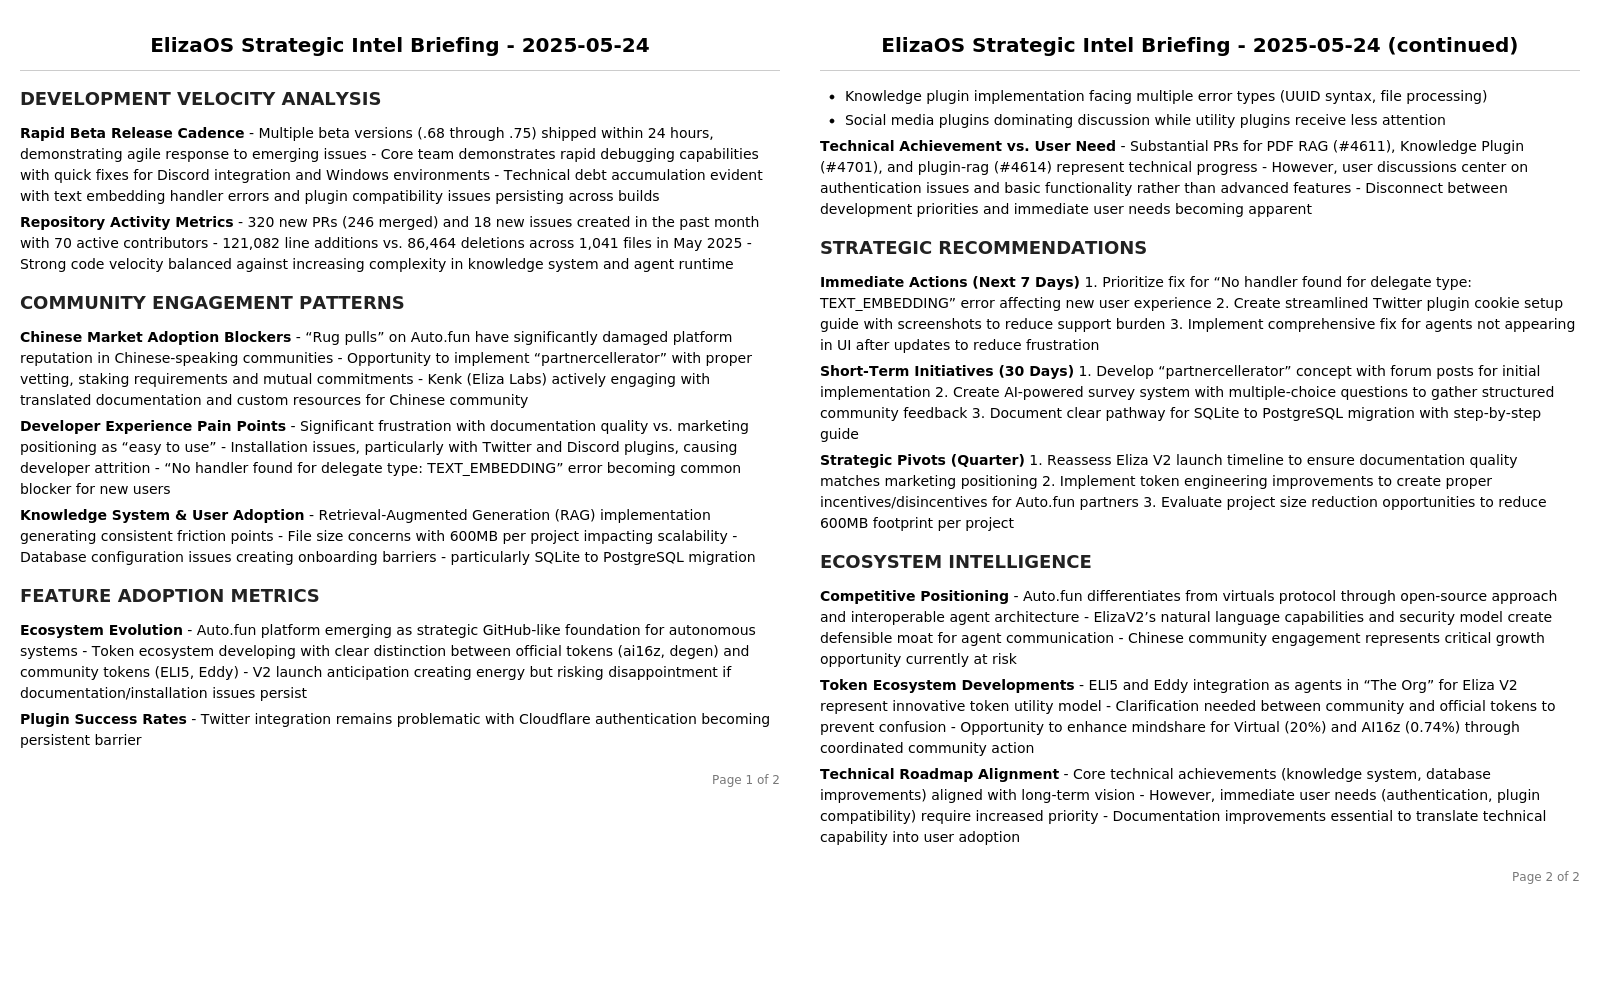 ElizaOS Strategic Intel Briefing - 2025-05-24
DEVELOPMENT VELOCITY ANALYSIS
Rapid Beta Release Cadence - Multiple beta versions (.68 through .75) shipped within 24 hours,
demonstrating agile response to emerging issues - Core team demonstrates rapid debugging capabilities
with quick fixes for Discord integration and Windows environments - Technical debt accumulation evident
with text embedding handler errors and plugin compatibility issues persisting across builds
Repository Activity Metrics - 320 new PRs (246 merged) and 18 new issues created in the past month
with 70 active contributors - 121,082 line additions vs. 86,464 deletions across 1,041 files in May 2025 -
Strong code velocity balanced against increasing complexity in knowledge system and agent runtime
COMMUNITY ENGAGEMENT PATTERNS
Chinese Market Adoption Blockers - “Rug pulls” on Auto.fun have significantly damaged platform
reputation in Chinese-speaking communities - Opportunity to implement “partnercellerator” with proper
vetting, staking requirements and mutual commitments - Kenk (Eliza Labs) actively engaging with
translated documentation and custom resources for Chinese community
Developer Experience Pain Points - Significant frustration with documentation quality vs. marketing
positioning as “easy to use” - Installation issues, particularly with Twitter and Discord plugins, causing
developer attrition - “No handler found for delegate type: TEXT_EMBEDDING” error becoming common
blocker for new users
Knowledge System & User Adoption - Retrieval-Augmented Generation (RAG) implementation
generating consistent friction points - File size concerns with 600MB per project impacting scalability -
Database configuration issues creating onboarding barriers - particularly SQLite to PostgreSQL migration
FEATURE ADOPTION METRICS
Ecosystem Evolution - Auto.fun platform emerging as strategic GitHub-like foundation for autonomous
systems - Token ecosystem developing with clear distinction between official tokens (ai16z, degen) and
community tokens (ELI5, Eddy) - V2 launch anticipation creating energy but risking disappointment if
documentation/installation issues persist
Plugin Success Rates - Twitter integration remains problematic with Cloudflare authentication becoming
persistent barrier
Page 1 of 2
ElizaOS Strategic Intel Briefing - 2025-05-24 (continued)
• Knowledge plugin implementation facing multiple error types (UUID syntax, file processing)
• Social media plugins dominating discussion while utility plugins receive less attention
Technical Achievement vs. User Need - Substantial PRs for PDF RAG (#4611), Knowledge Plugin
(#4701), and plugin-rag (#4614) represent technical progress - However, user discussions center on
authentication issues and basic functionality rather than advanced features - Disconnect between
development priorities and immediate user needs becoming apparent
STRATEGIC RECOMMENDATIONS
Immediate Actions (Next 7 Days) 1. Prioritize fix for “No handler found for delegate type:
TEXT_EMBEDDING” error affecting new user experience 2. Create streamlined Twitter plugin cookie setup
guide with screenshots to reduce support burden 3. Implement comprehensive fix for agents not appearing
in UI after updates to reduce frustration
Short-Term Initiatives (30 Days) 1. Develop “partnercellerator” concept with forum posts for initial
implementation 2. Create AI-powered survey system with multiple-choice questions to gather structured
community feedback 3. Document clear pathway for SQLite to PostgreSQL migration with step-by-step
guide
Strategic Pivots (Quarter) 1. Reassess Eliza V2 launch timeline to ensure documentation quality
matches marketing positioning 2. Implement token engineering improvements to create proper
incentives/disincentives for Auto.fun partners 3. Evaluate project size reduction opportunities to reduce
600MB footprint per project
ECOSYSTEM INTELLIGENCE
Competitive Positioning - Auto.fun differentiates from virtuals protocol through open-source approach
and interoperable agent architecture - ElizaV2’s natural language capabilities and security model create
defensible moat for agent communication - Chinese community engagement represents critical growth
opportunity currently at risk
Token Ecosystem Developments - ELI5 and Eddy integration as agents in “The Org” for Eliza V2
represent innovative token utility model - Clarification needed between community and official tokens to
prevent confusion - Opportunity to enhance mindshare for Virtual (20%) and AI16z (0.74%) through
coordinated community action
Technical Roadmap Alignment - Core technical achievements (knowledge system, database
improvements) aligned with long-term vision - However, immediate user needs (authentication, plugin
compatibility) require increased priority - Documentation improvements essential to translate technical
capability into user adoption
Page 2 of 2